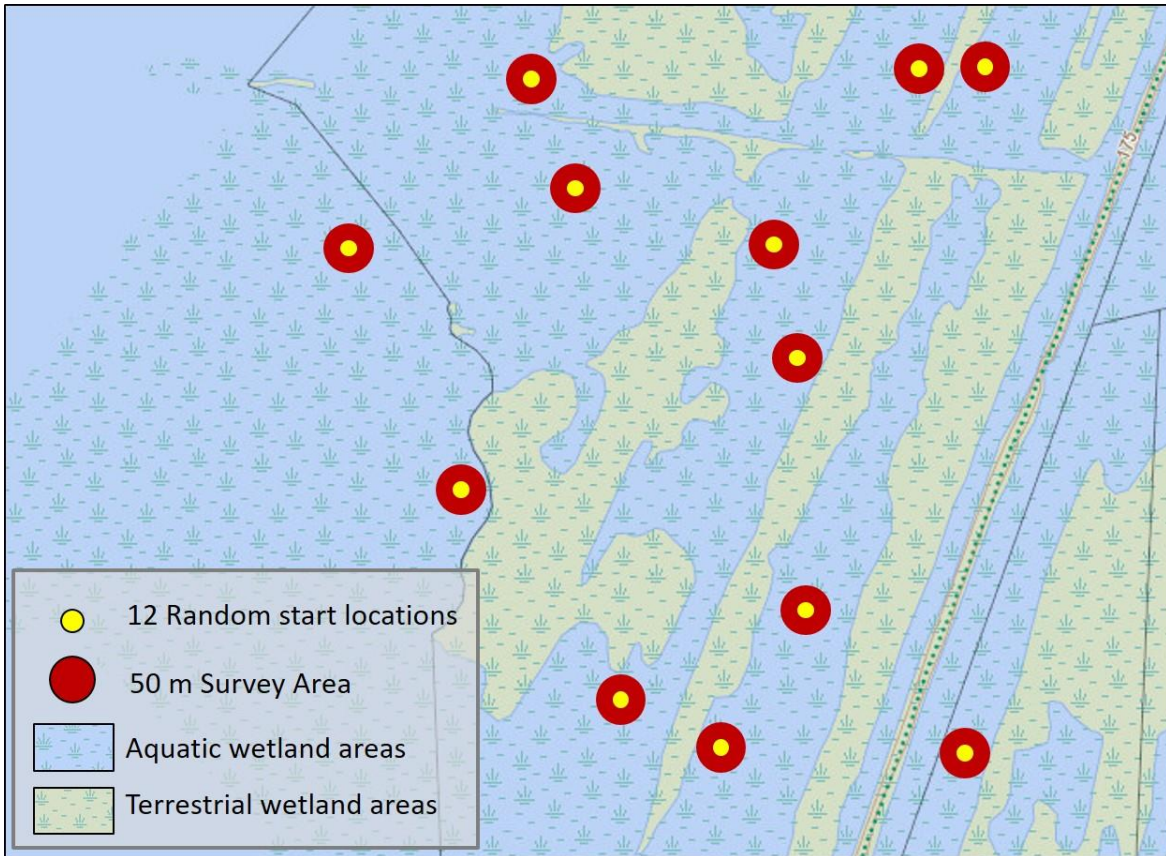 175
12 Random start locations
50 m Survey Area
Aquatic wetland areas
Terrestrial wetland areas